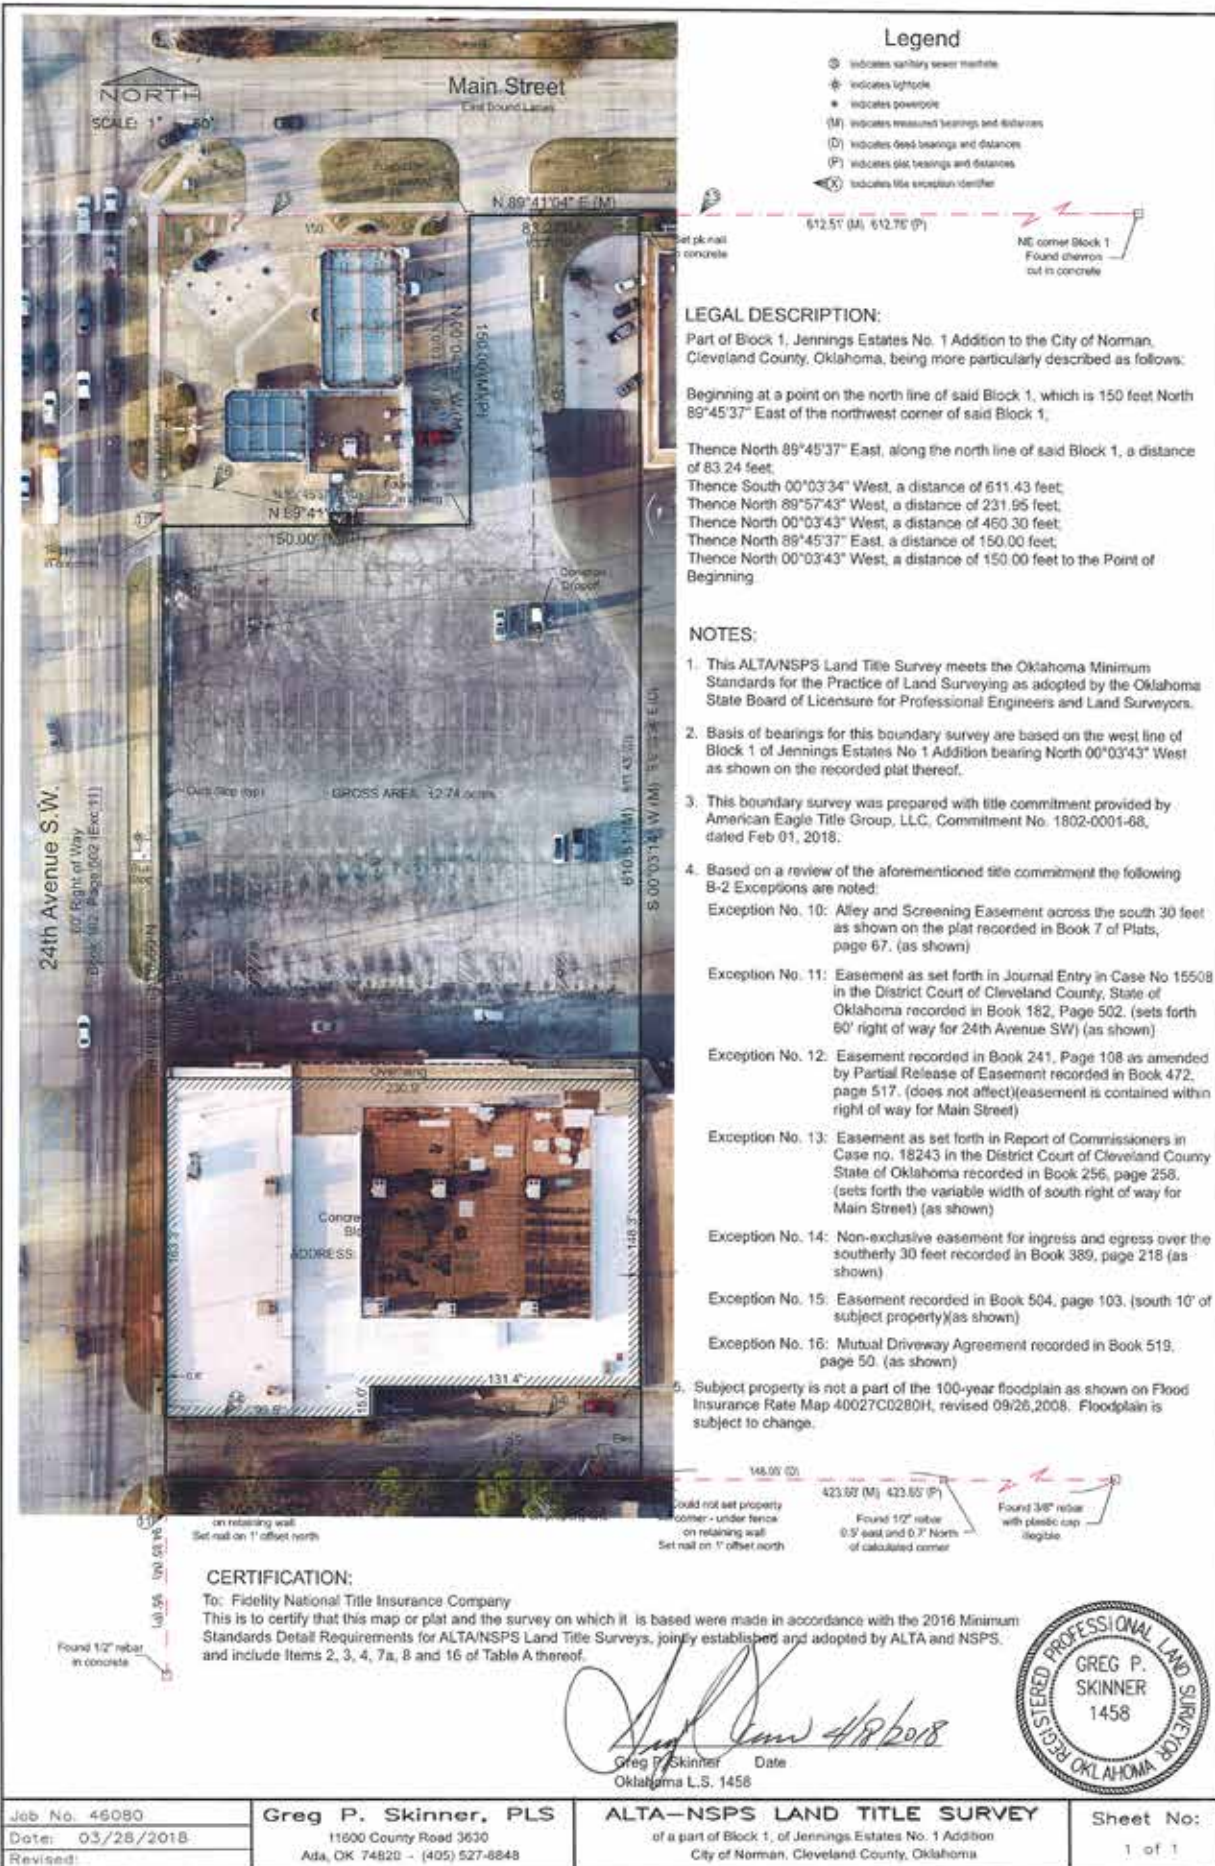 NORTH
SCALE: 1" = 60'
Main Street
East bound Lanes
Legend
indicates sanitary sewer manhole
indicates lightpole
indicates powerpole
(M) indicates measured bearings and distances
(D) indicates deed bearings and distances
(P) indicates plat bearings and distances
(X) indicates title exception identifier
N 89°41'04" E (M)
150
612.51' (M) 612.76' (P)
Set pk nail
concrete
NE corner Block 1
Found chevron
cut in concrete
150.00'(M)(P)
N 89°41'
150.00'
LEGAL DESCRIPTION:
Part of Block 1, Jennings Estates No. 1 Addition to the City of Norman,
Cleveland County, Oklahoma, being more particularly described as follows:
Beginning at a point on the north line of said Block 1, which is 150 feet North
89°45'37" East of the northwest corner of said Block 1;
Thence North 89°45'37" East, along the north line of said Block 1, a distance
of 83.24 feet;
Thence South 00°03'34" West, a distance of 611.43 feet;
Thence North 89°57'43" West, a distance of 231.95 feet;
Thence North 00°03'43" West, a distance of 460.30 feet;
Thence North 89°45'37" East, a distance of 150.00 feet;
Thence North 00°03'43" West, a distance of 150.00 feet to the Point of
Beginning
NOTES:
1. This ALTA/NSPS Land Title Survey meets the Oklahoma Minimum
Standards for the Practice of Land Surveying as adopted by the Oklahoma
State Board of Licensure for Professional Engineers and Land Surveyors.
2. Basis of bearings for this boundary survey are based on the west line of
Block 1 of Jennings Estates No 1 Addition bearing North 00°03'43" West
as shown on the recorded plat thereof.
3. This boundary survey was prepared with title commitment provided by
American Eagle Title Group, LLC, Commitment No. 1802-0001-68,
dated Feb 01, 2018.
4. Based on a review of the aforementioned title commitment the following
B-2 Exceptions are noted:
Exception No. 10: Alley and Screening Easement across the south 30 feet
as shown on the plat recorded in Book 7 of Plats,
page 67. (as shown)
Exception No. 11: Easement as set forth in Journal Entry in Case No 15508
in the District Court of Cleveland County, State of
Oklahoma recorded in Book 182, Page 502. (sets forth
60' right of way for 24th Avenue SW) (as shown)
Exception No. 12: Easement recorded in Book 241, Page 108 as amended
by Partial Release of Easement recorded in Book 472,
page 517. (does not affect)(easement is contained within
right of way for Main Street)
Exception No. 13: Easement as set forth in Report of Commissioners in
Case no. 18243 in the District Court of Cleveland County
State of Oklahoma recorded in Book 256, page 258.
(sets forth the variable width of south right of way for
Main Street) (as shown)
Exception No. 14: Non-exclusive easement for ingress and egress over the
southerly 30 feet recorded in Book 389, page 218 (as
shown)
Exception No. 15: Easement recorded in Book 504, page 103. (south 10' of
subject property)(as shown)
Exception No. 16: Mutual Driveway Agreement recorded in Book 519,
page 50. (as shown)
5. Subject property is not a part of the 100-year floodplain as shown on Flood
Insurance Rate Map 40027C0280H, revised 09/26,2008. Floodplain is
subject to change.
24th Avenue S.W.
60' Right of Way
GROSS AREA: ±2.74 acres
S 00°03'14" W (M)
Overhang
230.9'
163.3'
148.3'
ADDRESS:
131.4'
15.0'
148.95' (D)
423.60' (M) 423.65' (P)
on retaining wall
Set nail on 1' offset north
Could not set property
corner - under fence
on retaining wall
Set nail on 1' offset north
Found 1/2" rebar
0.5' east and 0.7' North
of calculated corner
Found 3/8" rebar
with plastic cap
illegible
Found 1/2" rebar
in concrete
CERTIFICATION:
To: Fidelity National Title Insurance Company
This is to certify that this map or plat and the survey on which it is based were made in accordance with the 2016 Minimum
Standards Detail Requirements for ALTA/NSPS Land Title Surveys, jointly established and adopted by ALTA and NSPS,
and include Items 2, 3, 4, 7a, 8 and 16 of Table A thereof.
4/8/2018
Greg P. Skinner Date
Oklahoma L.S. 1458
REGISTERED PROFESSIONAL LAND SURVEYOR
GREG P.
SKINNER
1458
OKLAHOMA
Job No. 46080
Date: 03/28/2018
Revised:
Greg P. Skinner, PLS
11600 County Road 3630
Ada, OK 74820 - (405) 527-8848
ALTA-NSPS LAND TITLE SURVEY
of a part of Block 1, of Jennings Estates No. 1 Addition
City of Norman, Cleveland County, Oklahoma
Sheet No:
1 of 1